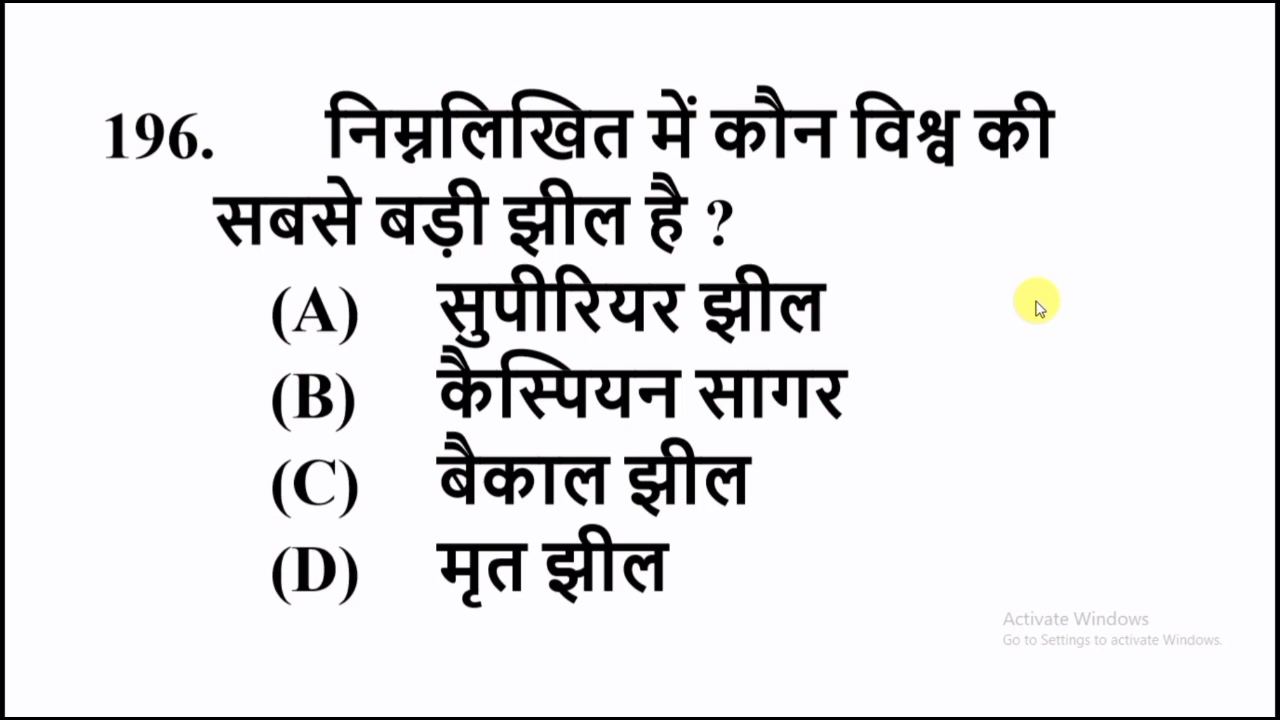 196. निम्नलिखित में कौन विश्व की
सबसे बड़ी झील है ?
(A) सुपीरियर झील
(B) कैस्पियन सागर
(C) बैकाल झील
(D) मृत झील
Activate Windows
Go to Settings to activate Windows.